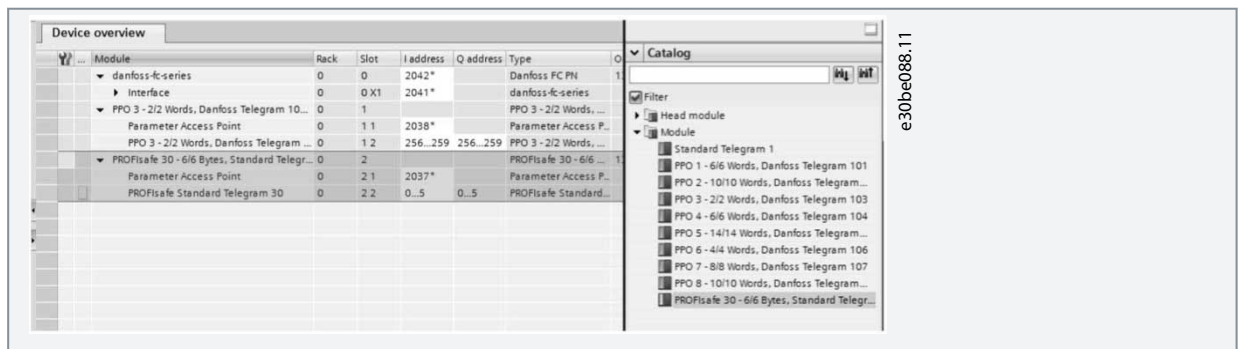 Device overview
... Module Rack Slot I address Q address Type O
danfoss-fc-series 0 0 2042* Danfoss FC PN 1
Interface 0 0 X1 2041* danfoss-fc-series
PPO 3 - 2/2 Words, Danfoss Telegram 10... 0 1 PPO 3 - 2/2 Words, ...
Parameter Access Point 0 1 1 2038* Parameter Access P...
PPO 3 - 2/2 Words, Danfoss Telegram ... 0 1 2 256...259 256...259 PPO 3 - 2/2 Words, ...
PROFIsafe 30 - 6/6 Bytes, Standard Telegr... 0 2 PROFIsafe 30 - 6/6 ... 1
Parameter Access Point 0 2 1 2037* Parameter Access P...
PROFIsafe Standard Telegram 30 0 2 2 0...5 0...5 PROFIsafe Standard...
Catalog
Filter
Head module
Module
Standard Telegram 1
PPO 1 - 6/6 Words, Danfoss Telegram 101
PPO 2 - 10/10 Words, Danfoss Telegram...
PPO 3 - 2/2 Words, Danfoss Telegram 103
PPO 4 - 6/6 Words, Danfoss Telegram 104
PPO 5 - 14/14 Words, Danfoss Telegram...
PPO 6 - 4/4 Words, Danfoss Telegram 106
PPO 7 - 8/8 Words, Danfoss Telegram 107
PPO 8 - 10/10 Words, Danfoss Telegram...
PROFIsafe 30 - 6/6 Bytes, Standard Telegr...
e30be088.11